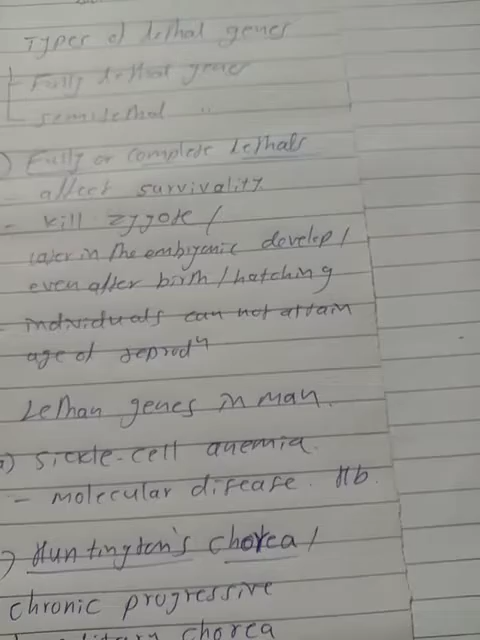 Types of lethal genes
Fully lethal genes
semilethal "
) Fully or complete Lethals
- affect survivality
- kill zygote /
later in the embryonic develop /
even after birth / hatching
- individuals can not attain
age of reprodⁿ
Lethan genes in man.
a) sickle-cell anemia.
- molecular disease. Hb.
) Huntington's chorea /
chronic progressive
chorea